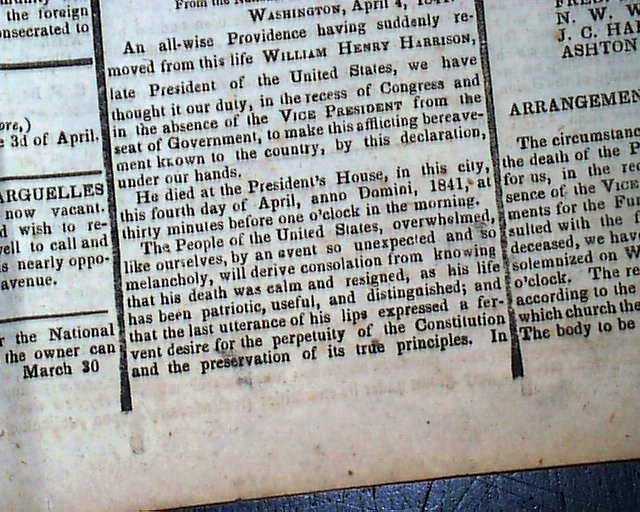 the foreign
onsecrated to
ore,)
e 3d of April.
ARGUELLES
now vacant.
d wish to re-
vell to call and
s nearly oppo-
avenue.
r the National
the owner can
March 30
From the
WASHINGTON, April 4, 1841.
An all-wise Providence having suddenly re-
moved from this life WILLIAM HENRY HARRISON,
late President of the United States, we have
thought it our duty, in the recess of Congress and
in the absence of the VICE PRESIDENT from the
seat of Government, to make this afflicting bereave-
ment known to the country, by this declaration,
under our hands.
He died at the President's House, in this city,
this fourth day of April, anno Domini, 1841, at
thirty minutes before one o'clock in the morning.
The People of the United States, overwhelmed,
like ourselves, by an event so unexpected and so
melancholy, will derive consolation from knowing
that his death was calm and resigned, as his life
has been patriotic, useful, and distinguished; and
that the last utterance of his lips expressed a fer-
vent desire for the perpetuity of the Constitution
and the preservation of its true principles. In
N. W.
J. C. HA
ASHTON
ARRANGEMEN
The circumstan
the death of the P
for us, in the rec
sence of the VICE
ments for the Fun
sulted with the
deceased, we have
solemnized on W
o'clock. The re
according to the
which church the
The body to be